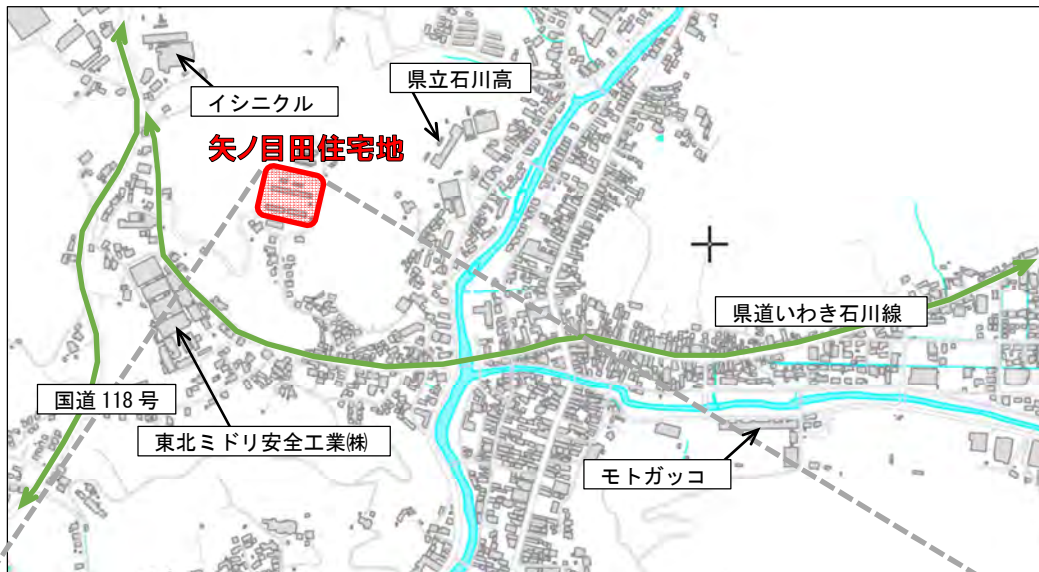 県立石川高
イシニクル
矢ノ目田住宅地
県道いわき石川線
国道118号
東北ミドリ安全工業㈱
モトガッコ